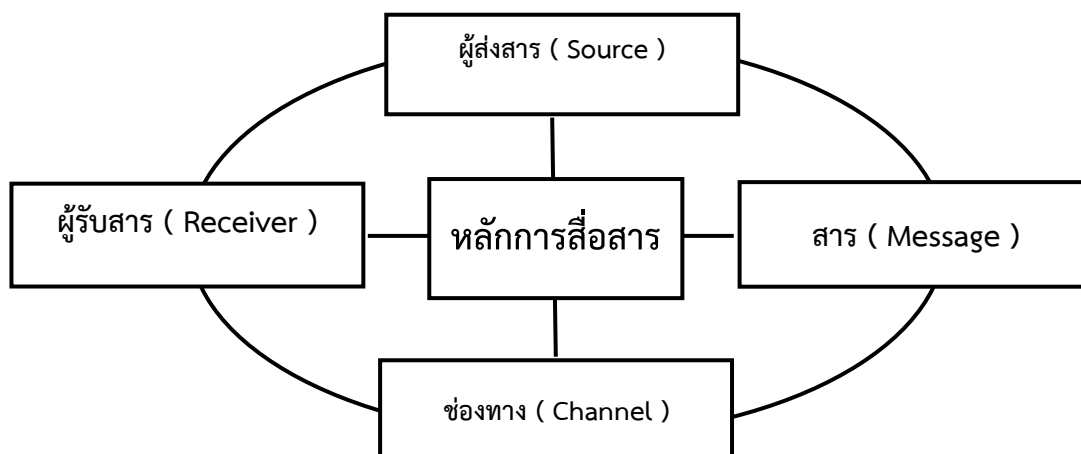 ผู้ส่งสาร ( Source )
ผู้รับสาร ( Receiver )
หลักการสื่อสาร
สาร ( Message )
ช่องทาง ( Channel )